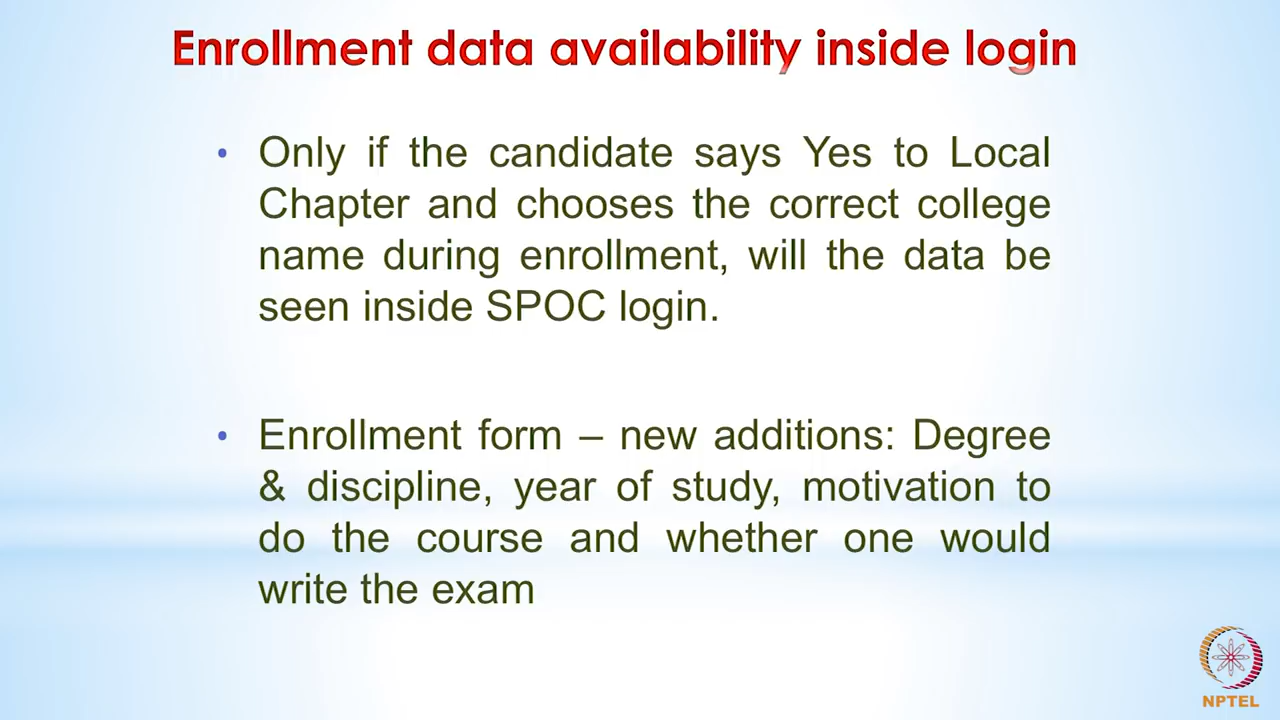 Enrollment data availability inside login
• Only if the candidate says Yes to Local
Chapter and chooses the correct college
name during enrollment, will the data be
seen inside SPOC login.
• Enrollment form – new additions: Degree
& discipline, year of study, motivation to
do the course and whether one would
write the exam
NPTEL